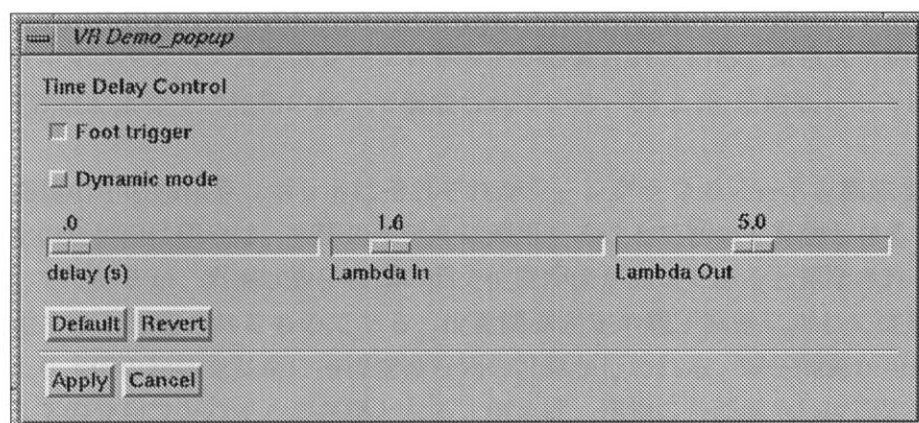 VR Demo_popup
Time Delay Control
Foot trigger
Dynamic mode
.0 1.6 5.0
delay (s) Lambda In Lambda Out
Default Revert
Apply Cancel